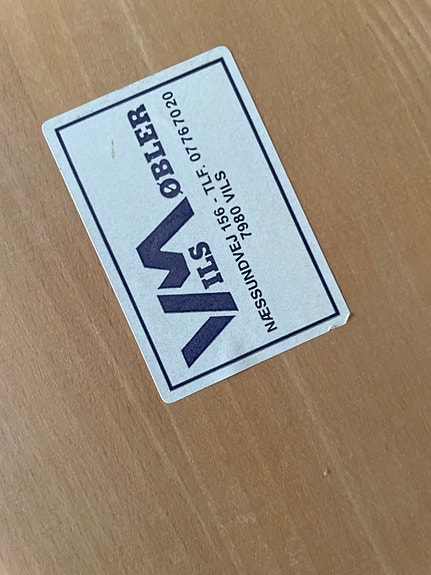 VILS MØBLER
NÆSSUNDVEJ 156 - TLF. 07767020
7980 VILS